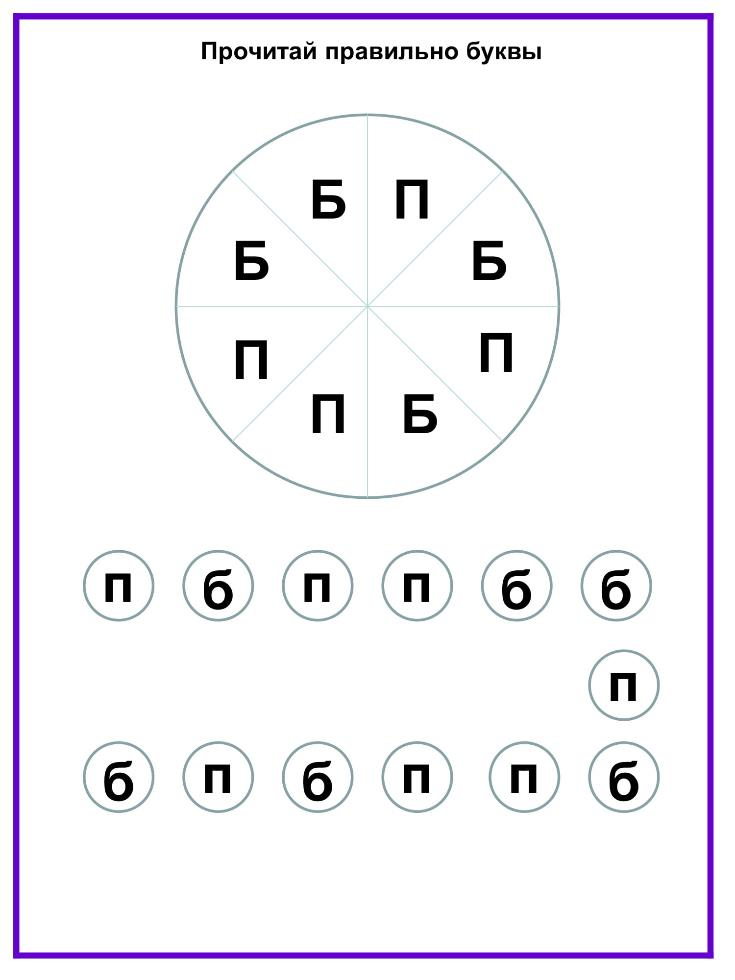 Прочитай правильно буквы
Б П
Б Б
П П
П Б
п б п п б б
п
б п б п п б